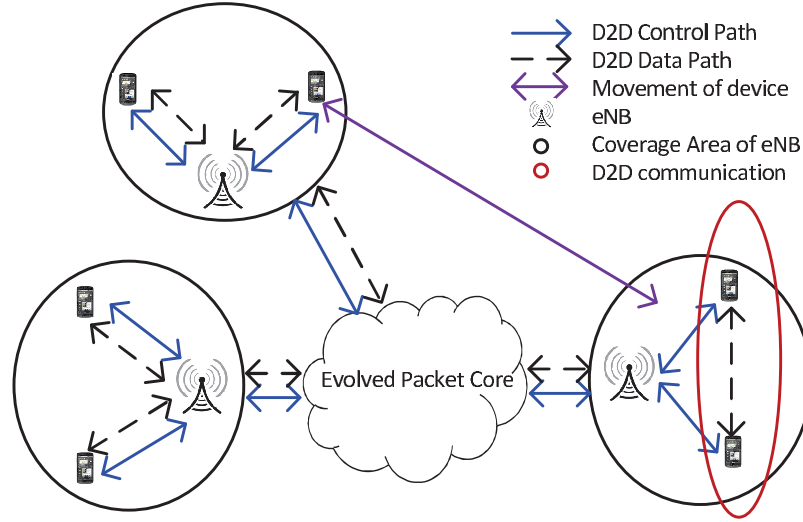 D2D Control Path
D2D Data Path
Movement of device
eNB
Coverage Area of eNB
D2D communication
Evolved Packet Core